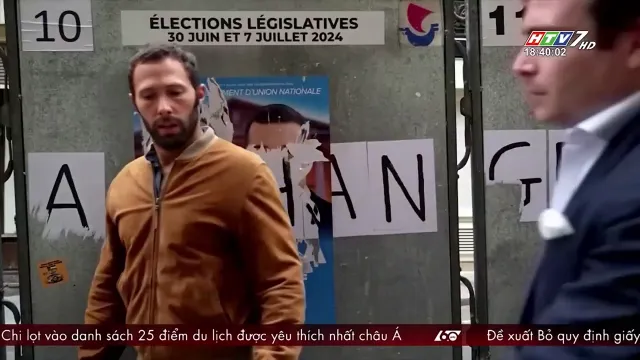 10
ÉLECTIONS LÉGISLATIVES
30 JUIN ET 7 JUILLET 2024
11
HTV7 HD
18:40:02
MENT D'UNION NATIONALE
A HAN G
Chi lọt vào danh sách 25 điểm du lịch được yêu thích nhất châu Á
60
Đề xuất Bỏ quy định giấy